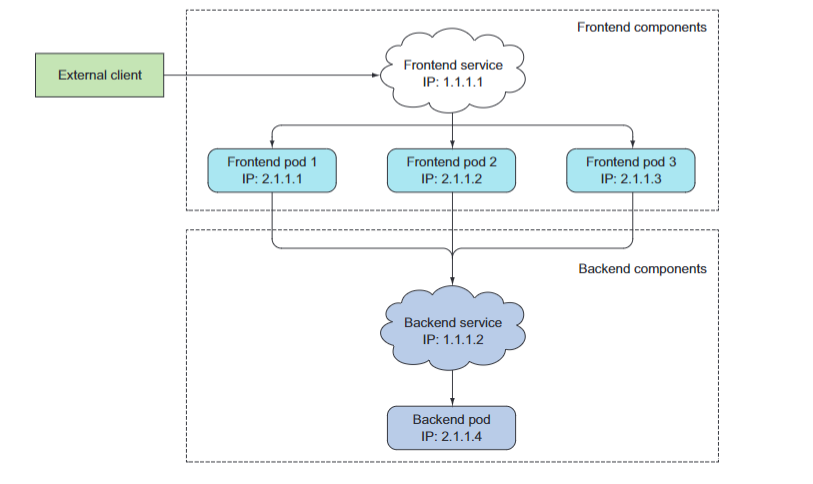 Frontend components
External client
Frontend service
IP: 1.1.1.1
Frontend pod 1
IP: 2.1.1.1
Frontend pod 2
IP: 2.1.1.2
Frontend pod 3
IP: 2.1.1.3
Backend components
Backend service
IP: 1.1.1.2
Backend pod
IP: 2.1.1.4